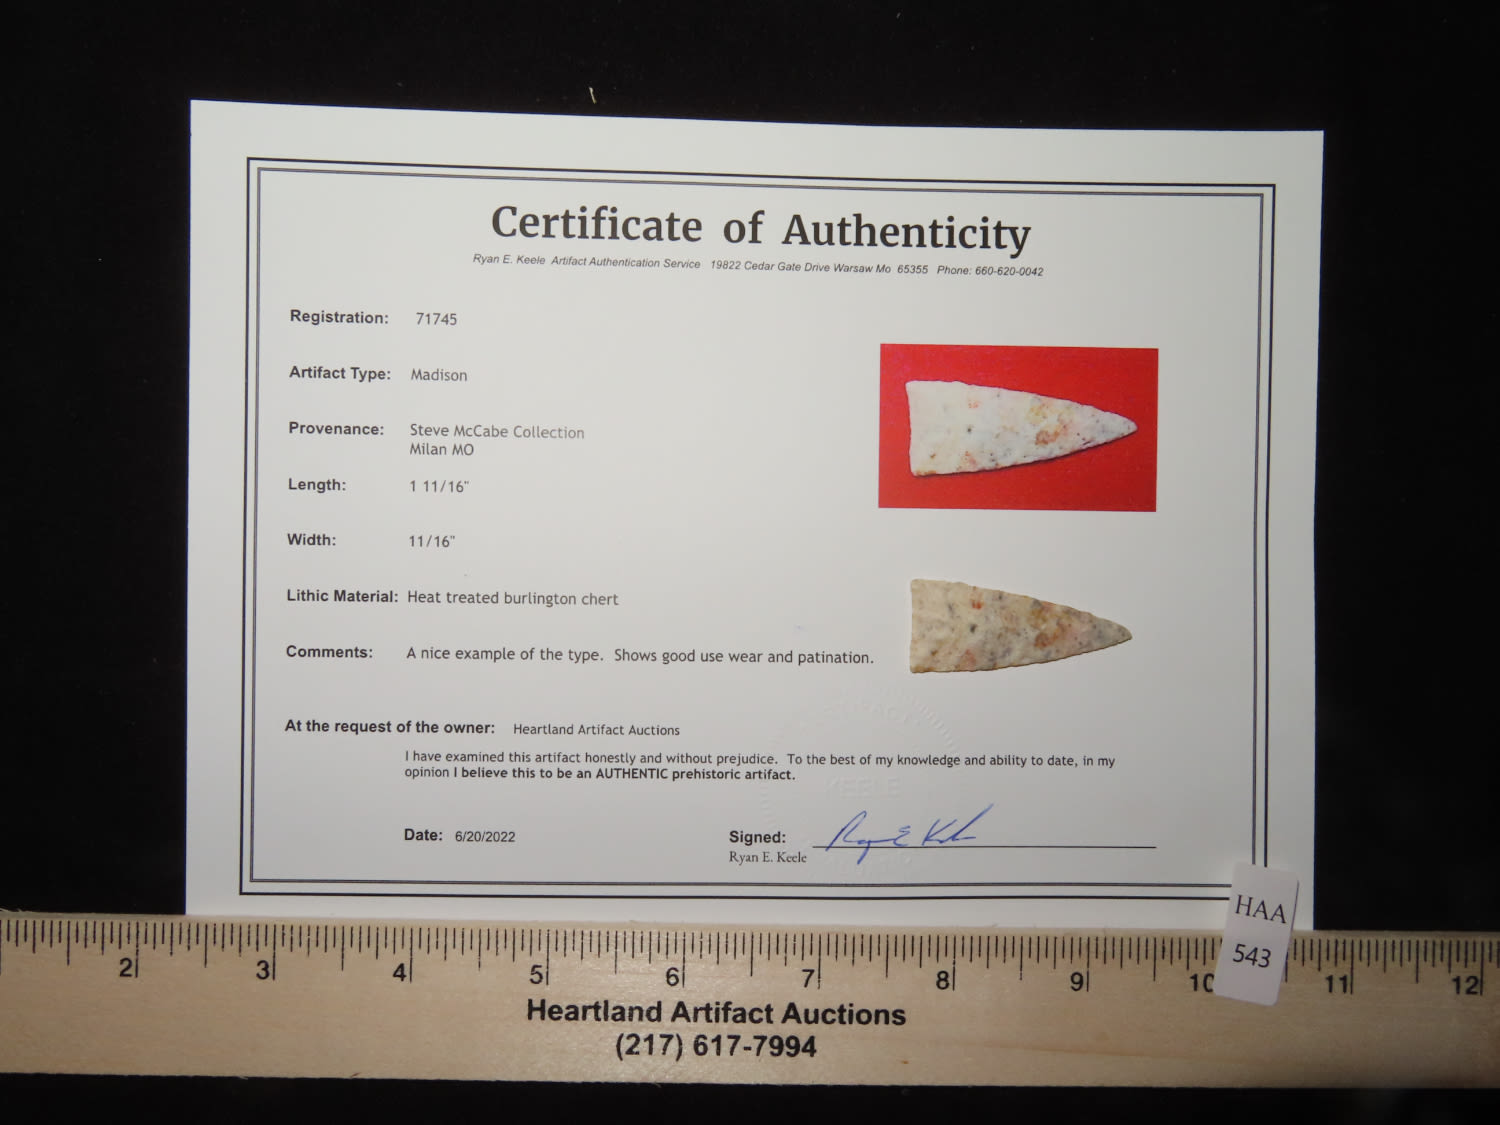 Certificate of Authenticity
Ryan E. Keele Artifact Authentication Service 19822 Cedar Gate Drive Warsaw Mo 65355 Phone: 660-620-0042
Registration: 71745
Artifact Type: Madison
Provenance: Steve McCabe Collection
Milan MO
Length: 1 11/16"
Width: 11/16"
Lithic Material: Heat treated burlington chert
Comments: A nice example of the type. Shows good use wear and patination.
At the request of the owner: Heartland Artifact Auctions
I have examined this artifact honestly and without prejudice. To the best of my knowledge and ability to date, in my
opinion I believe this to be an AUTHENTIC prehistoric artifact.
KEELE
Date: 6/20/2022
Signed: Ryan E Keele
Ryan E. Keele
HAA
543
2 3 4 5 6 7 8 9 10 11 12
Heartland Artifact Auctions
(217) 617-7994